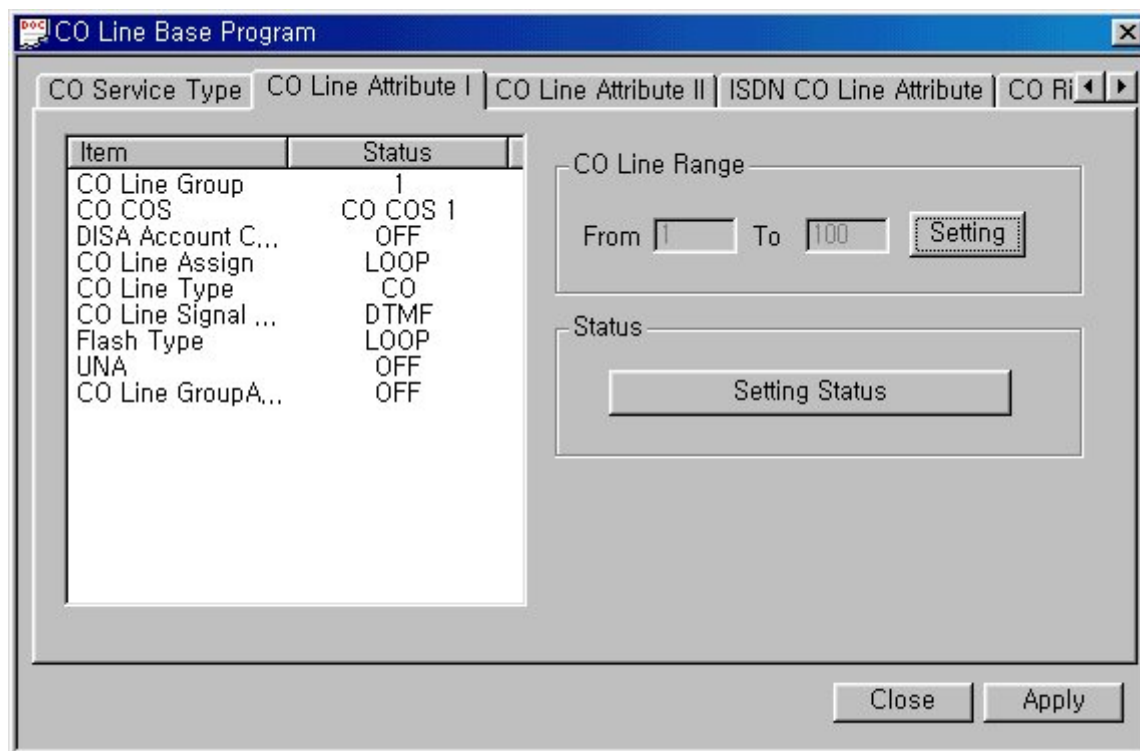 DOC CO Line Base Program
CO Service Type CO Line Attribute I CO Line Attribute II ISDN CO Line Attribute CO Ri
Item Status
CO Line Group 1
CO COS CO COS 1
DISA Account C,,, OFF
CO Line Assign LOOP
CO Line Type CO
CO Line Signal ,,, DTMF
Flash Type LOOP
UNA OFF
CO Line GroupA,,, OFF
CO Line Range
From 1 To 100 Setting
Status
Setting Status
Close Apply